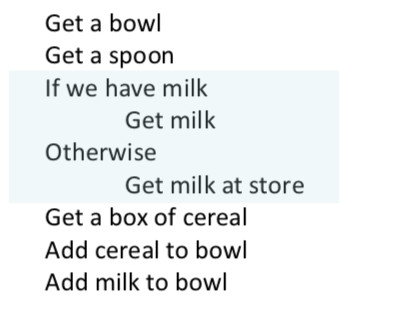 Get a bowl
Get a spoon
If we have milk
Get milk
Otherwise
Get milk at store
Get a box of cereal
Add cereal to bowl
Add milk to bowl